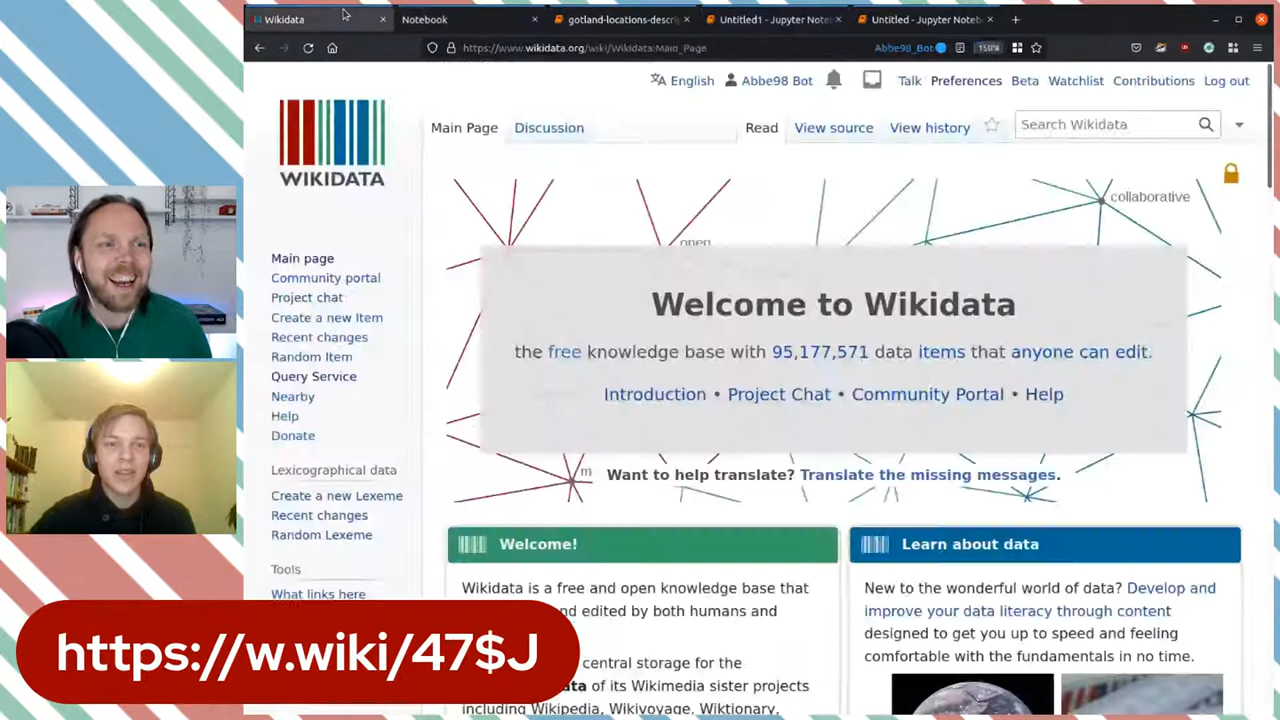 Wikidata
Notebook
gotland-locations-descrip
Untitled1 - Jupyter Note
Untitled - Jupyter Noteb
https://www.wikidata.org/wiki/Wikidata:Main_Page
Abbe98_Bot
150%
English
Abbe98 Bot
Talk
Preferences
Beta
Watchlist
Contributions
Log out
WIKIDATA
Main Page
Discussion
Read
View source
View history
Search Wikidata
collaborative
open
Welcome to Wikidata
the free knowledge base with 95,177,571 data items that anyone can edit.
Introduction • Project Chat • Community Portal • Help
m
Want to help translate? Translate the missing messages.
Main page
Community portal
Project chat
Create a new Item
Recent changes
Random Item
Query Service
Nearby
Help
Donate
Lexicographical data
Create a new Lexeme
Recent changes
Random Lexeme
Tools
What links here
Welcome!
Wikidata is a free and open knowledge base that
nd edited by both humans and
central storage for the
ata of its Wikimedia sister projects
including Wikipedia, Wikivoyage, Wiktionary,
Learn about data
New to the wonderful world of data? Develop and
improve your data literacy through content
designed to get you up to speed and feeling
comfortable with the fundamentals in no time.
https://w.wiki/47$J